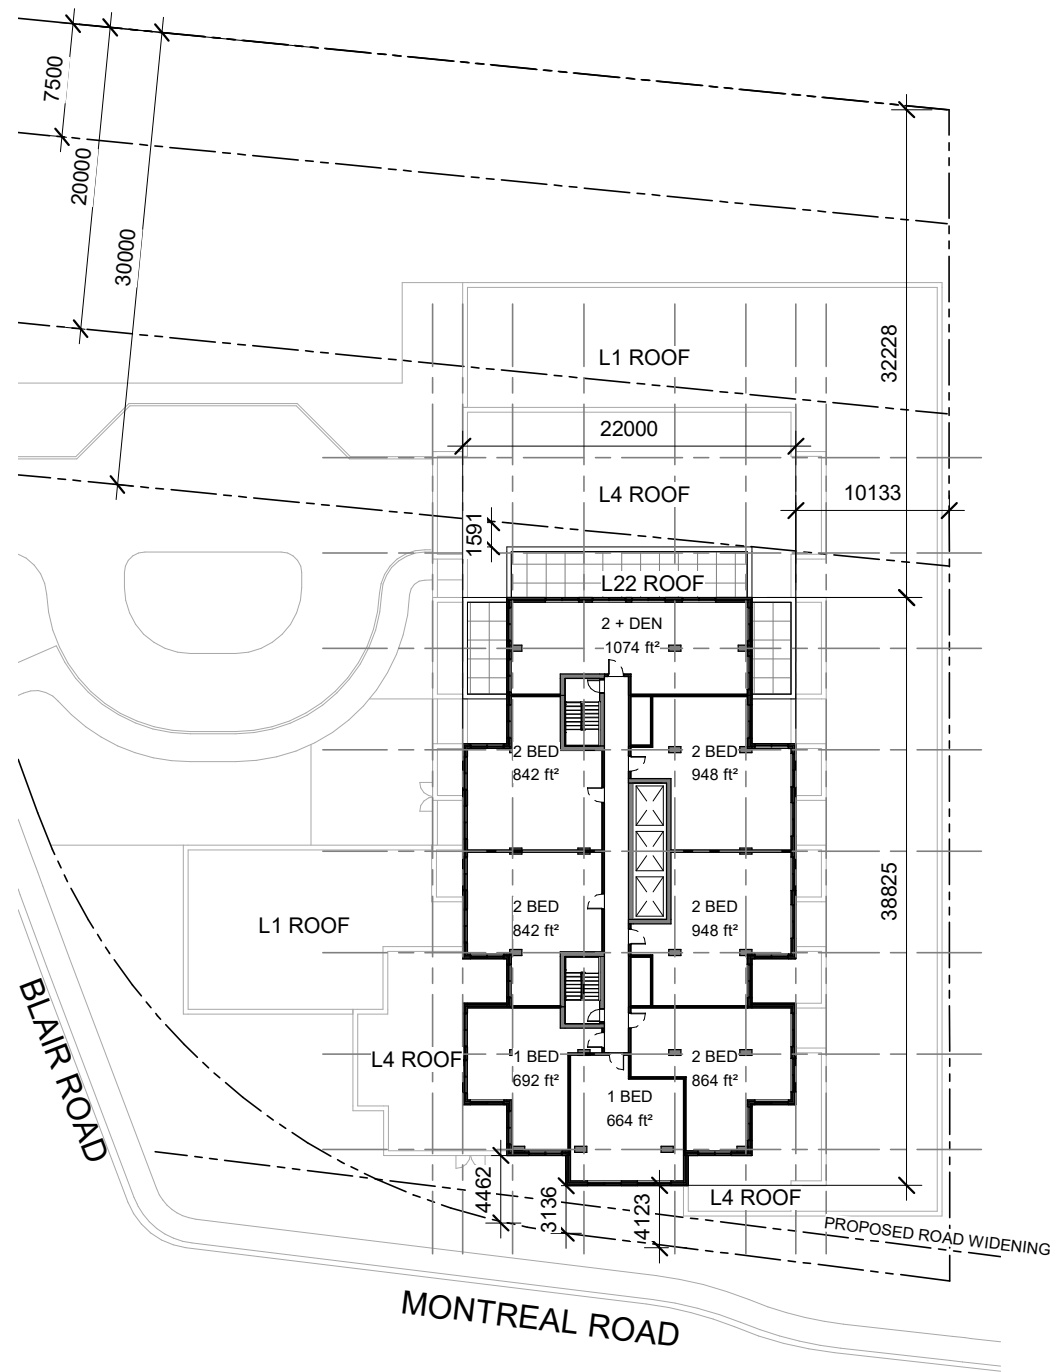 7500
20000
30000
32228
L1 ROOF
22000
L4 ROOF
10133
1591
L22 ROOF
2 + DEN
1074 ft²
2 BED
842 ft²
2 BED
948 ft²
38825
2 BED
842 ft²
2 BED
948 ft²
L1 ROOF
BLAIR ROAD
L4 ROOF
1 BED
692 ft²
2 BED
864 ft²
1 BED
664 ft²
4462
3136
4123
L4 ROOF
PROPOSED ROAD WIDENING
MONTREAL ROAD